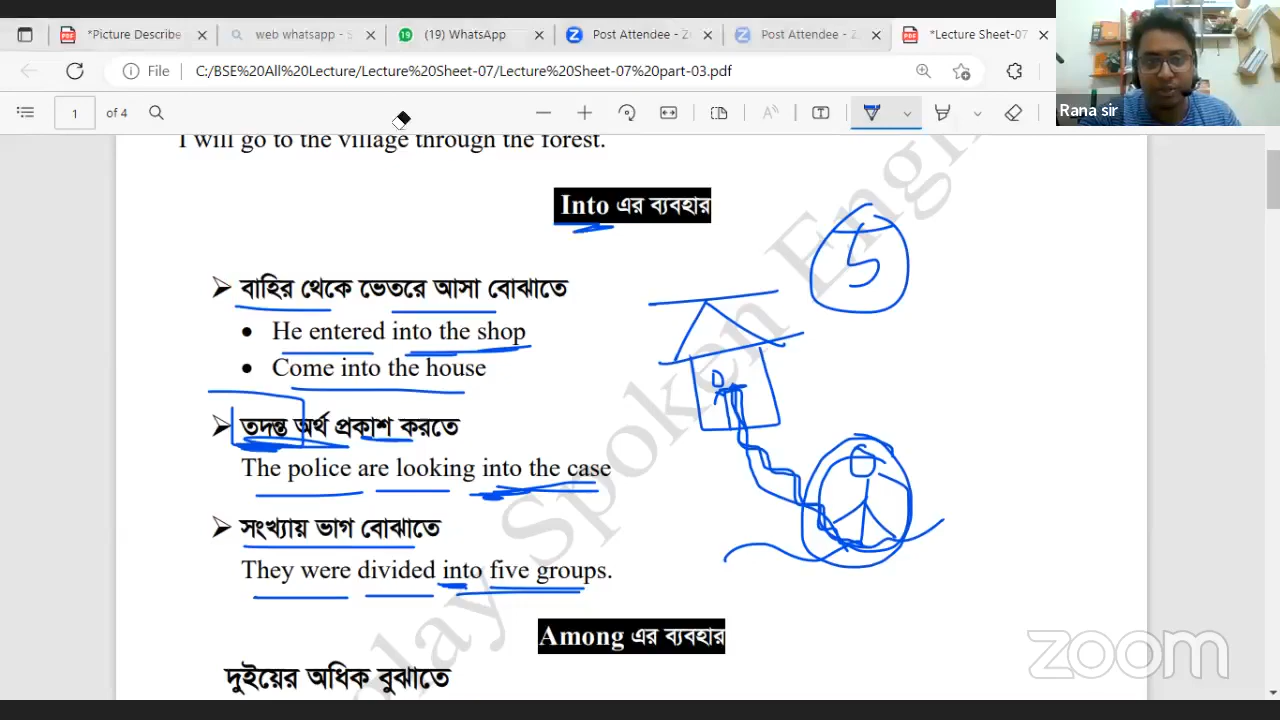 *Picture Describe
web whatsapp - S
(19) WhatsApp
Post Attendee - Z
Post Attendee - Z
*Lecture Sheet-07
File
C:/BSE%20All%20Lecture/Lecture%20Sheet-07/Lecture%20Sheet-07%20part-03.pdf
1 of 4
Rana sir
I will go to the village through the forest.
Into এর ব্যবহার
বাহির থেকে ভেতরে আসা বোঝাতে
He entered into the shop
Come into the house
তদন্ত অর্থ প্রকাশ করতে
The police are looking into the case
সংখ্যায় ভাগ বোঝাতে
They were divided into five groups.
Among এর ব্যবহার
দুইয়ের অধিক বুঝাতে
play Spoken Engl
zoom